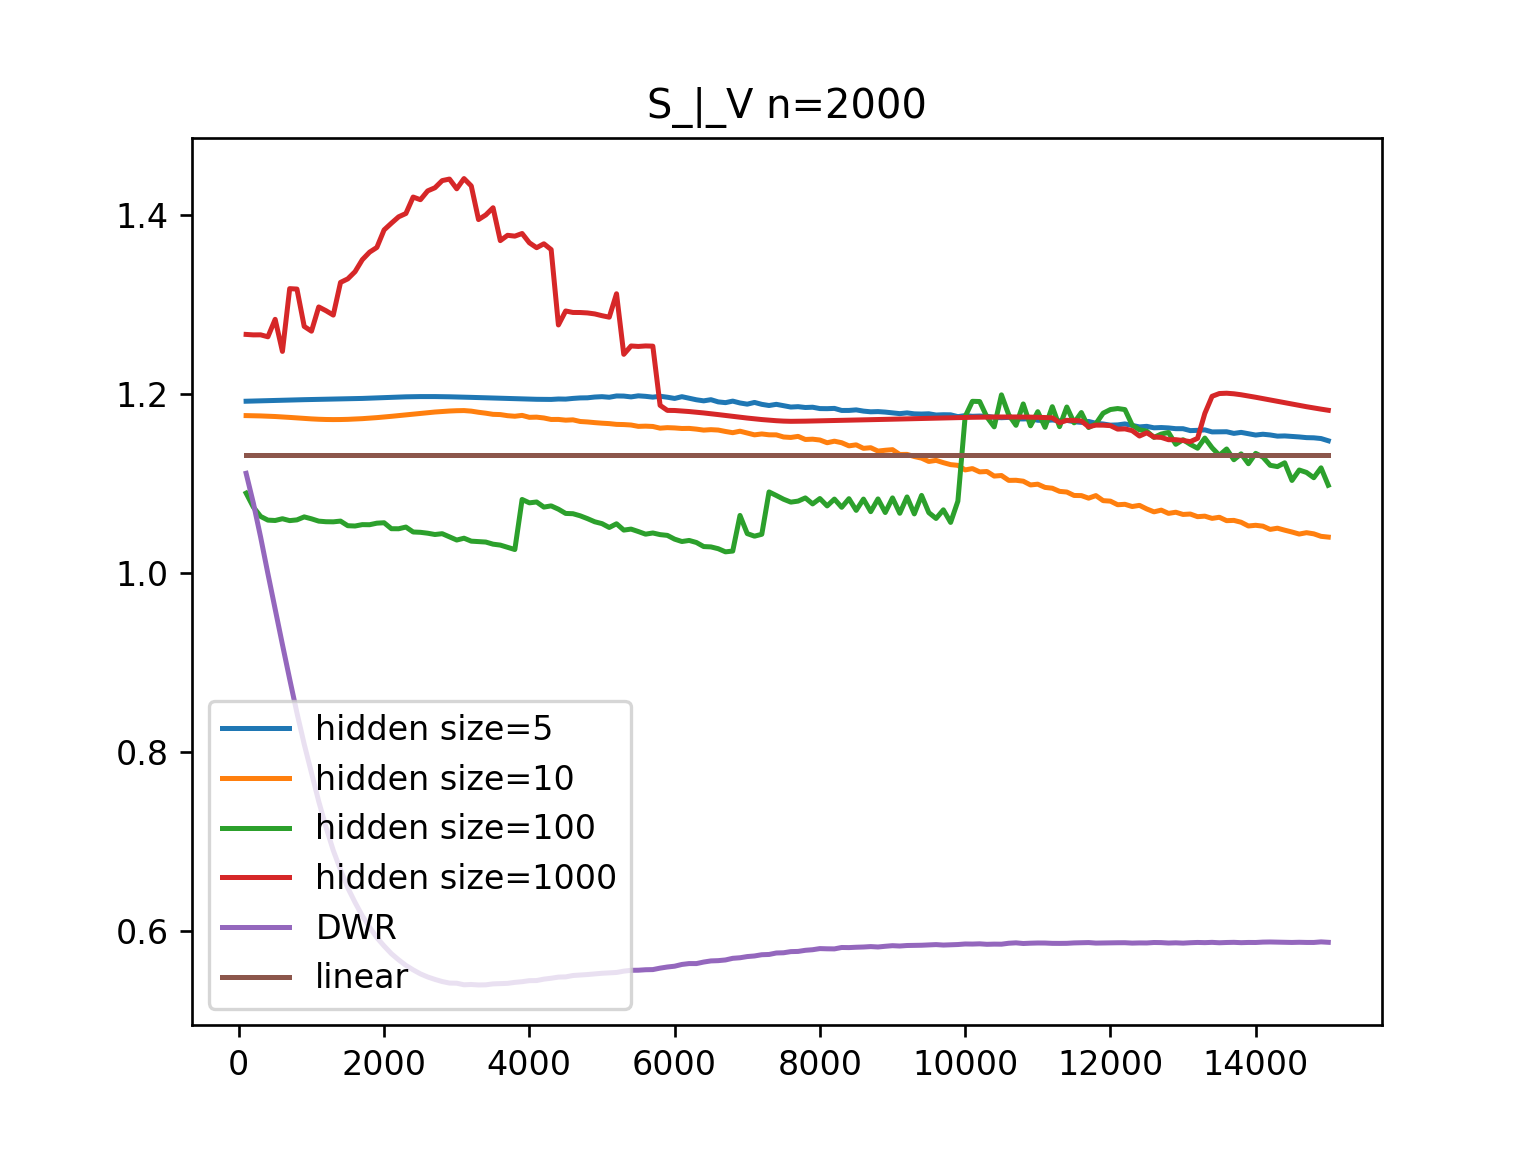 S_|_V n=2000
1.4
1.2
1.0
0.8
0.6
hidden size=5
hidden size=10
hidden size=100
hidden size=1000
DWR
linear
0 2000 4000 6000 8000 10000 12000 14000